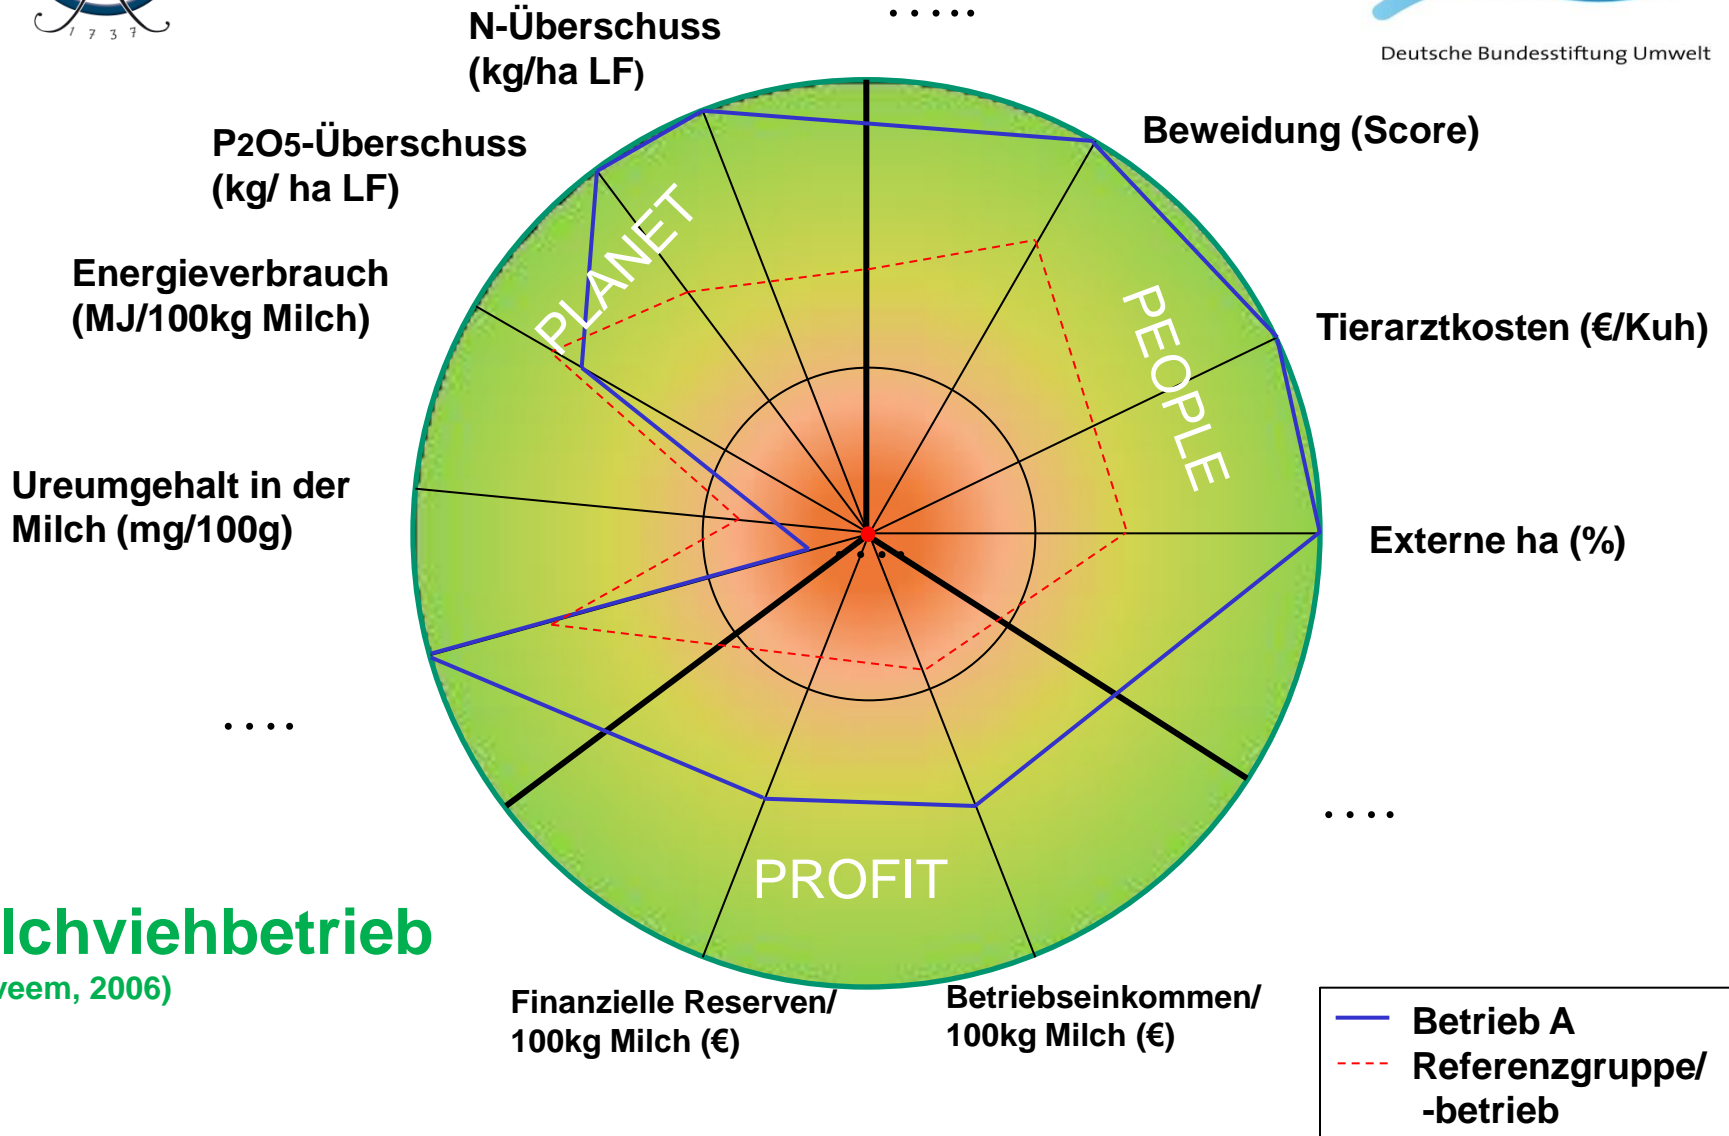 1737
.....
Deutsche Bundesstiftung Umwelt
N-Überschuss
(kg/ha LF)
P2O5-Überschuss
(kg/ ha LF)
Beweidung (Score)
Energieverbrauch
(MJ/100kg Milch)
Tierarztkosten (€/Kuh)
PLANET
PEOPLE
Ureumgehalt in der
Milch (mg/100g)
Externe ha (%)
....
....
....
PROFIT
lchviehbetrieb
veem, 2006)
Finanzielle Reserven/
100kg Milch (€)
Betriebseinkommen/
100kg Milch (€)
Betrieb A
Referenzgruppe/
-betrieb